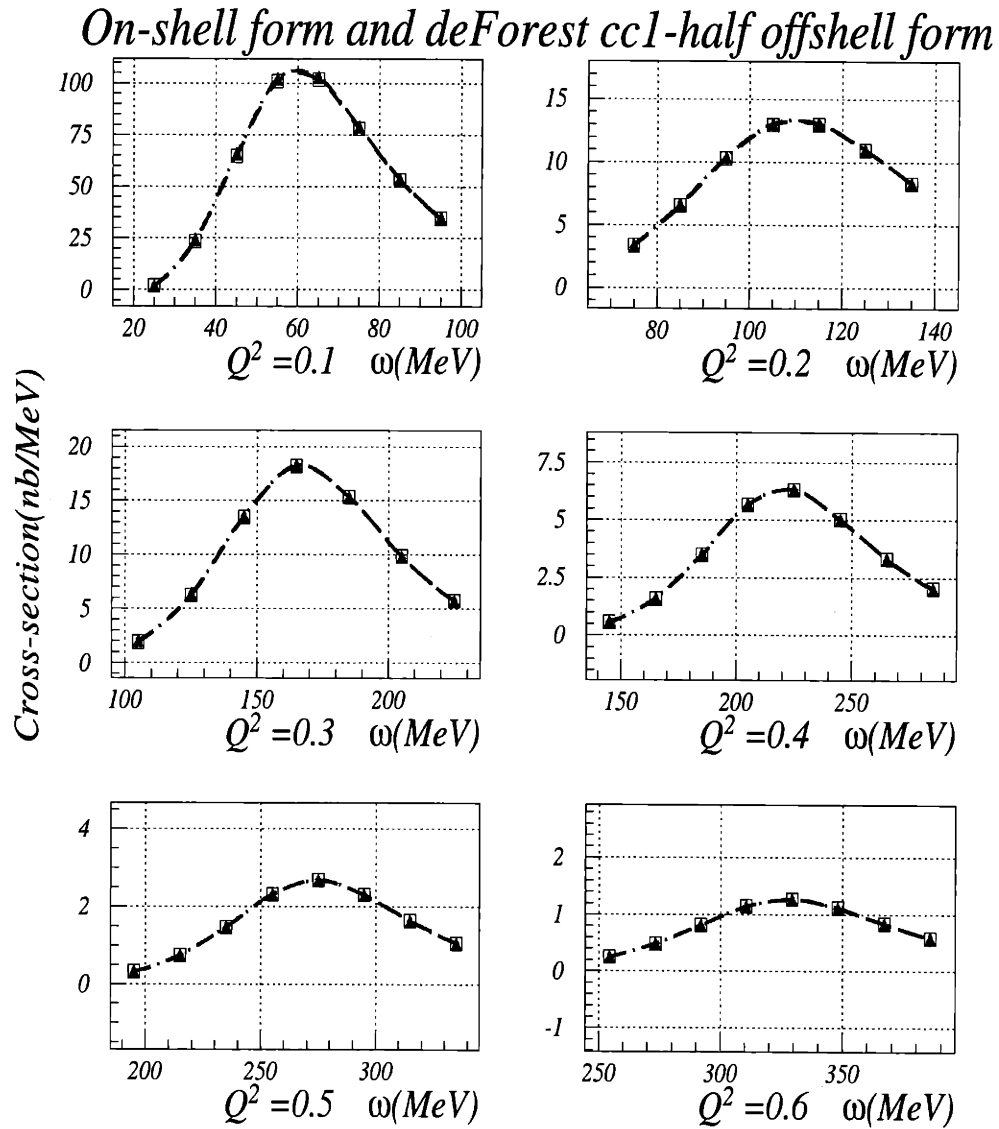 On-shell form and deForest cc1-half offshell form
Cross-section(nb/MeV)
100
75
50
25
0
20 40 60 80 100
Q² =0.1 ω(MeV)
15
10
5
0
80 100 120 140
Q² =0.2 ω(MeV)
20
15
10
5
0
100 150 200
Q² =0.3 ω(MeV)
7.5
5
2.5
0
150 200 250
Q² =0.4 ω(MeV)
4
2
0
200 250 300
Q² =0.5 ω(MeV)
2
1
0
-1
250 300 350
Q² =0.6 ω(MeV)